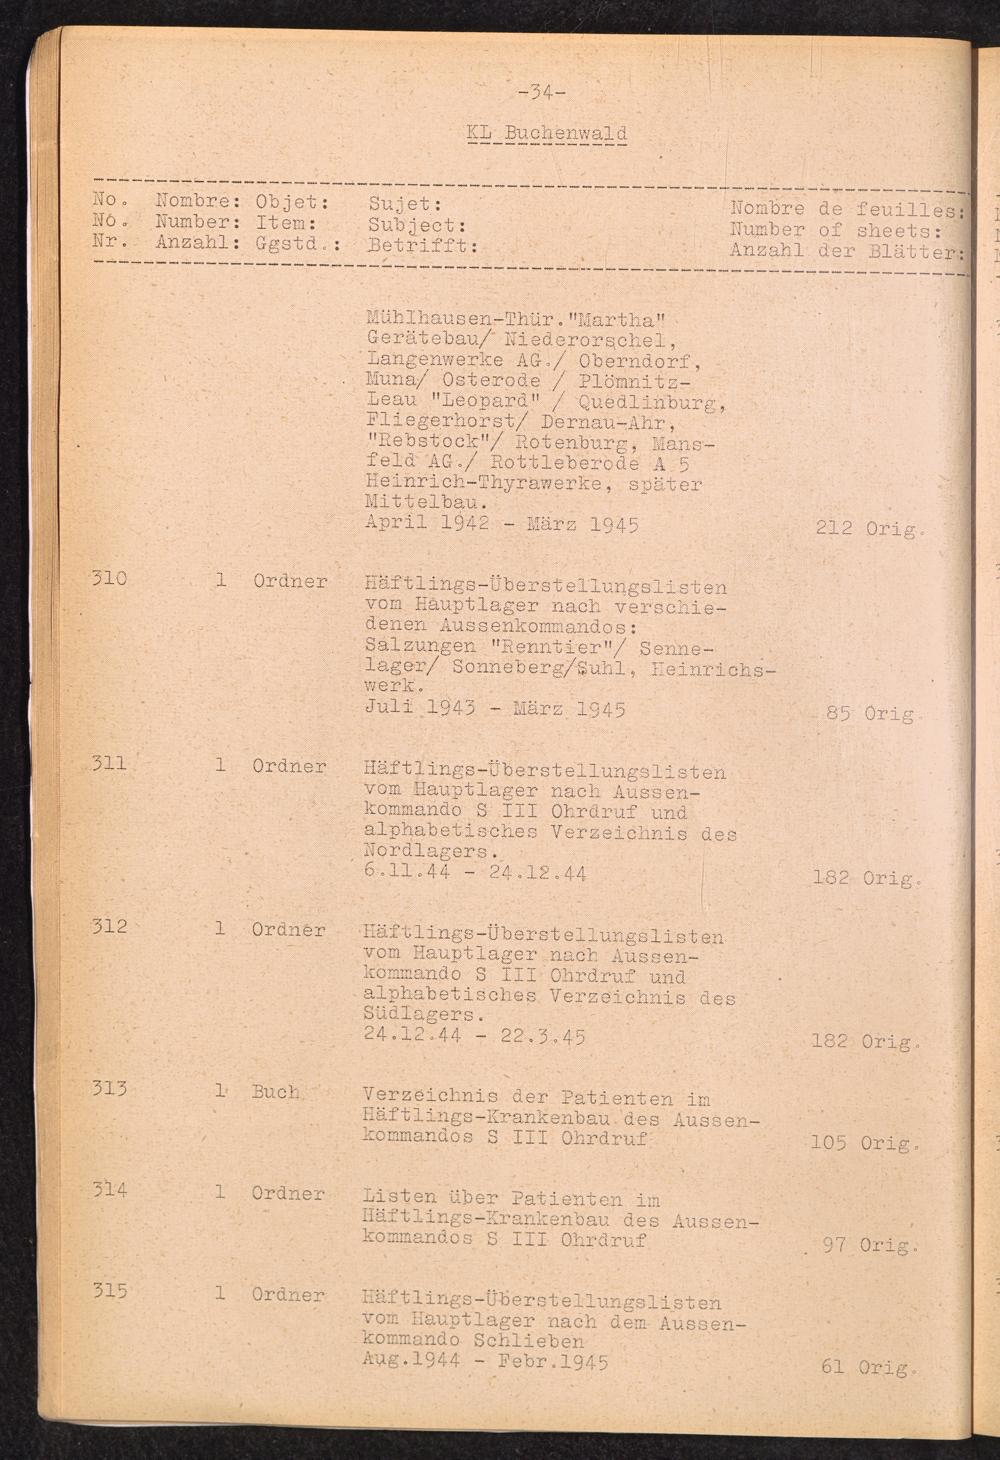 -34-
KL Buchenwald
No. Nombre: Objet: Sujet: Nombre de feuilles:
No. Number: Item: Subject: Number of sheets:
Nr. Anzahl: Ggstd.: Betrifft: Anzahl der Blätter:
Mühlhausen-Thür."Martha"
Gerätebau/ Niederorschel,
Langenwerke AG./ Oberndorf,
Muna/ Osterode / Plömnitz-
Leau "Leopard" / Quedlinburg,
Fliegerhorst/ Dernau-Ahr,
"Rebstock"/ Rotenburg, Mans-
feld AG./ Rottleberode A 5
Heinrich-Thyrawerke, später
Mittelbau.
April 1942 - März 1945 212 Orig.
310 1 Ordner Häftlings-Überstellungslisten
vom Hauptlager nach verschie-
denen Aussenkommandos:
Salzungen "Renntier"/ Senne-
lager/ Sonneberg/Suhl, Heinrichs-
werk.
Juli 1943 - März 1945 85 Orig.
311 1 Ordner Häftlings-Überstellungslisten
vom Hauptlager nach Aussen-
kommando S III Ohrdruf und
alphabetisches Verzeichnis des
Nordlagers.
6.11.44 - 24.12.44 182 Orig.
312 1 Ordner Häftlings-Überstellungslisten
vom Hauptlager nach Aussen-
kommando S III Ohrdruf und
alphabetisches Verzeichnis des
Südlagers.
24.12.44 - 22.3.45 182 Orig.
313 1 Buch Verzeichnis der Patienten im
Häftlings-Krankenbau des Aussen-
kommandos S III Ohrdruf 105 Orig.
314 1 Ordner Listen über Patienten im
Häftlings-Krankenbau des Aussen-
kommandos S III Ohrdruf 97 Orig.
315 1 Ordner Häftlings-Überstellungslisten
vom Hauptlager nach dem Aussen-
kommando Schlieben
Aug.1944 - Febr.1945 61 Orig.